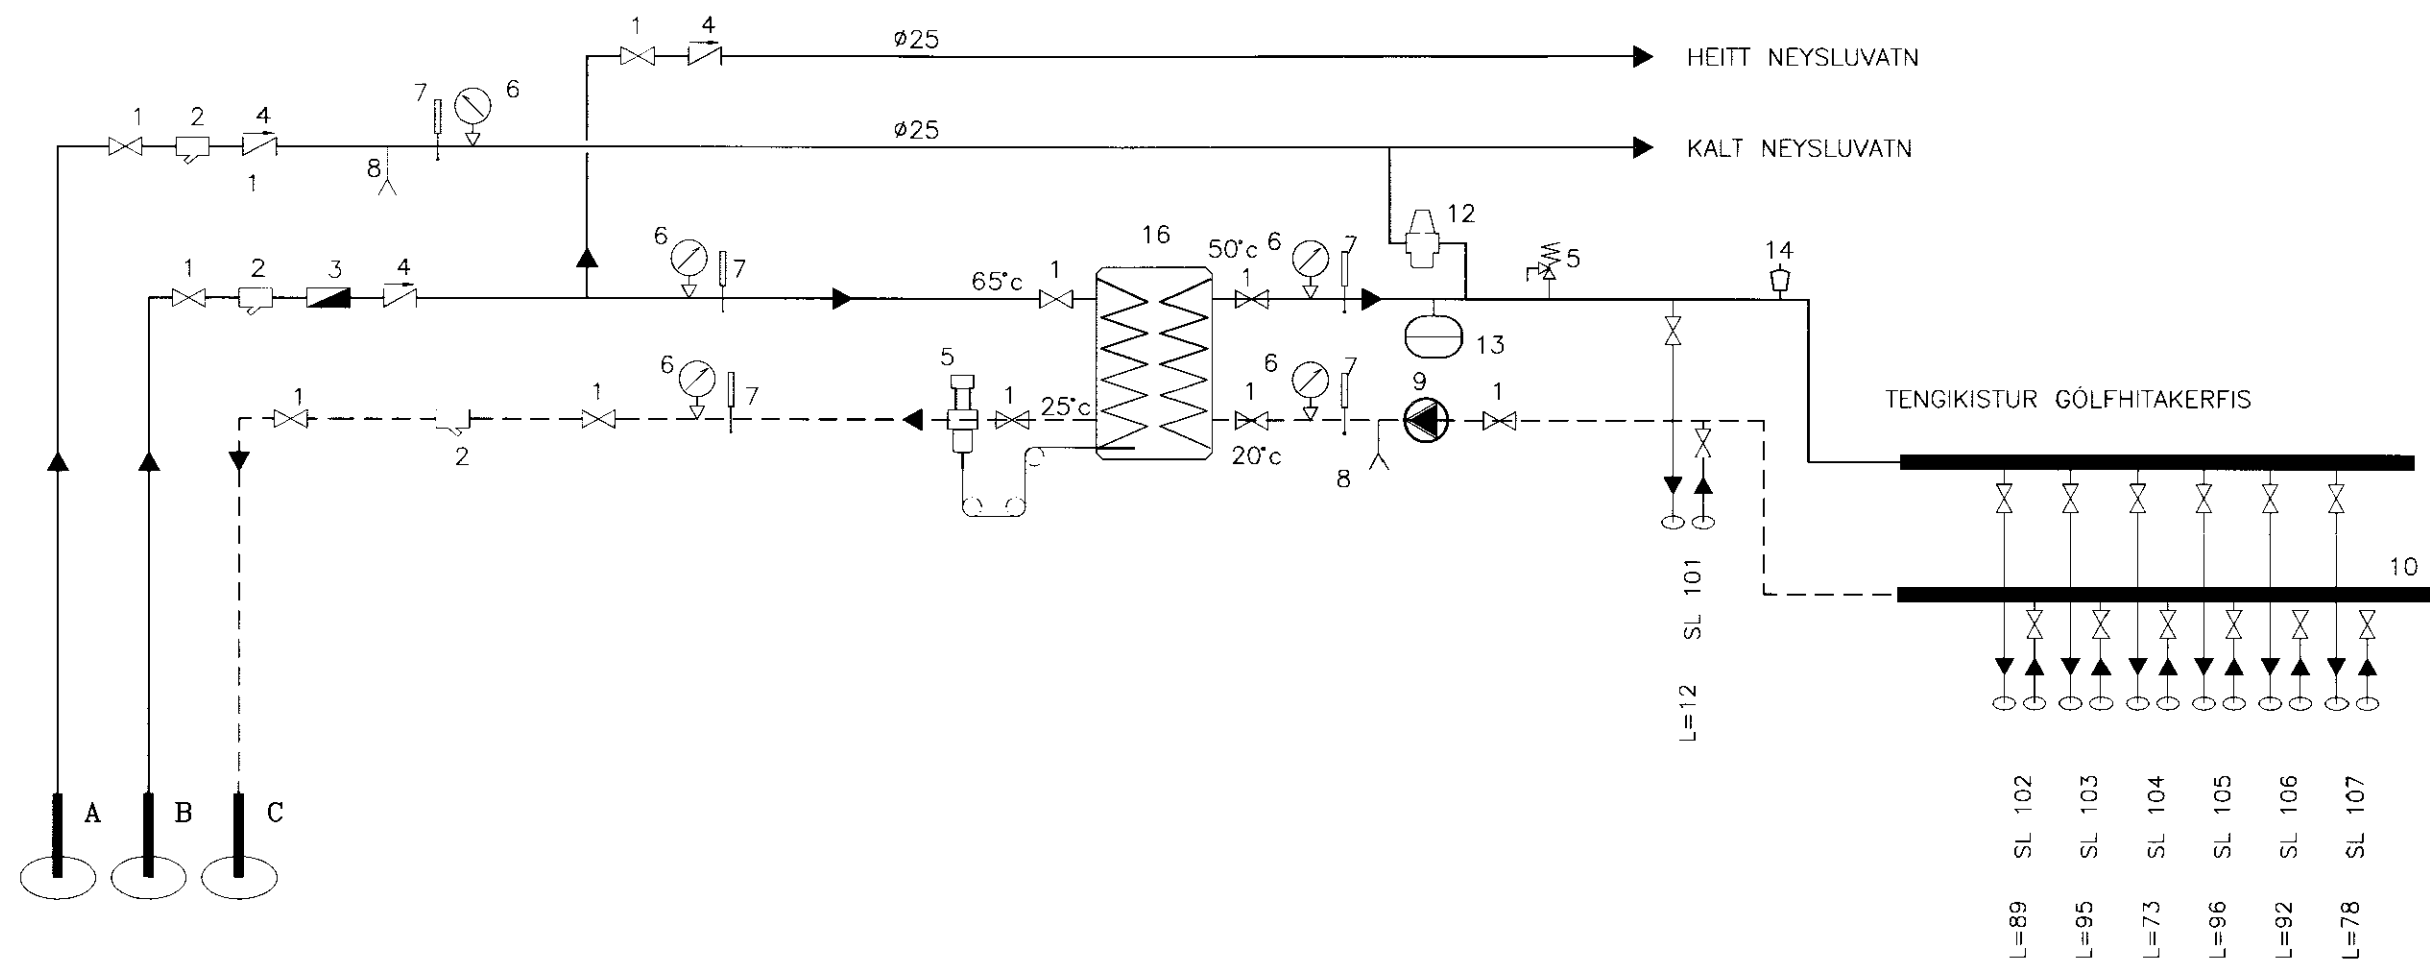 1 4 ø25 HEITT NEYSLUVATN
1 2 4 7 6 ø25 KALT NEYSLUVATN
1 8
1 2 3 4 6 7 65°c 1 16 50°c 1 6 7 12 5 14
13
1 2 1 6 7 5 1 25°c 1 20°c 6 7 8 9 1
TENGIKISTUR GÓLFHITAKERFIS
10
L=12 SL 101
A B C
L=89 SL 102
L=95 SL 103
L=73 SL 104
L=96 SL 105
L=92 SL 106
L=78 SL 107